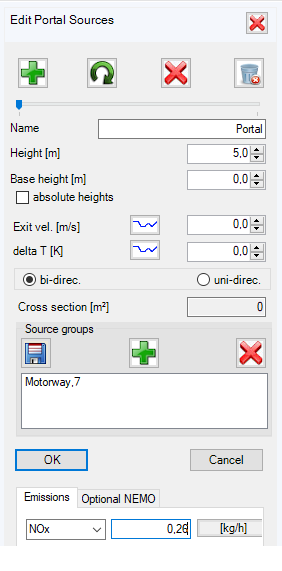 Edit Portal Sources
Name Portal
Height [m] 5,0
Base height [m] 0,0
absolute heights
Exit vel. [m/s] 0,0
delta T [K] 0,0
bi-direc. uni-direc.
Cross section [m²] 0
Source groups
Motorway,7
OK Cancel
Emissions Optional NEMO
NOx 0,26 [kg/h]